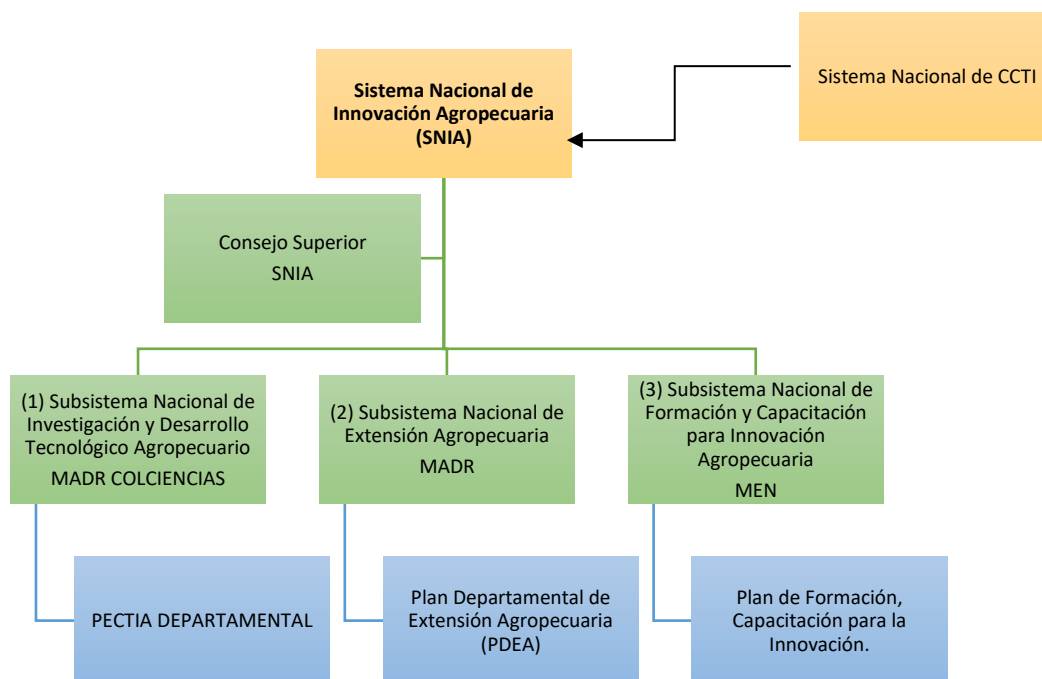 Sistema Nacional de
Innovación Agropecuaria
(SNIA)
Sistema Nacional de CCTI
Consejo Superior
SNIA
(1) Subsistema Nacional de
Investigación y Desarrollo
Tecnológico Agropecuario
MADR COLCIENCIAS
(2) Subsistema Nacional de
Extensión Agropecuaria
MADR
(3) Subsistema Nacional de
Formación y Capacitación
para Innovación
Agropecuaria
MEN
PECTIA DEPARTAMENTAL
Plan Departamental de
Extensión Agropecuaria
(PDEA)
Plan de Formación,
Capacitación para la
Innovación.